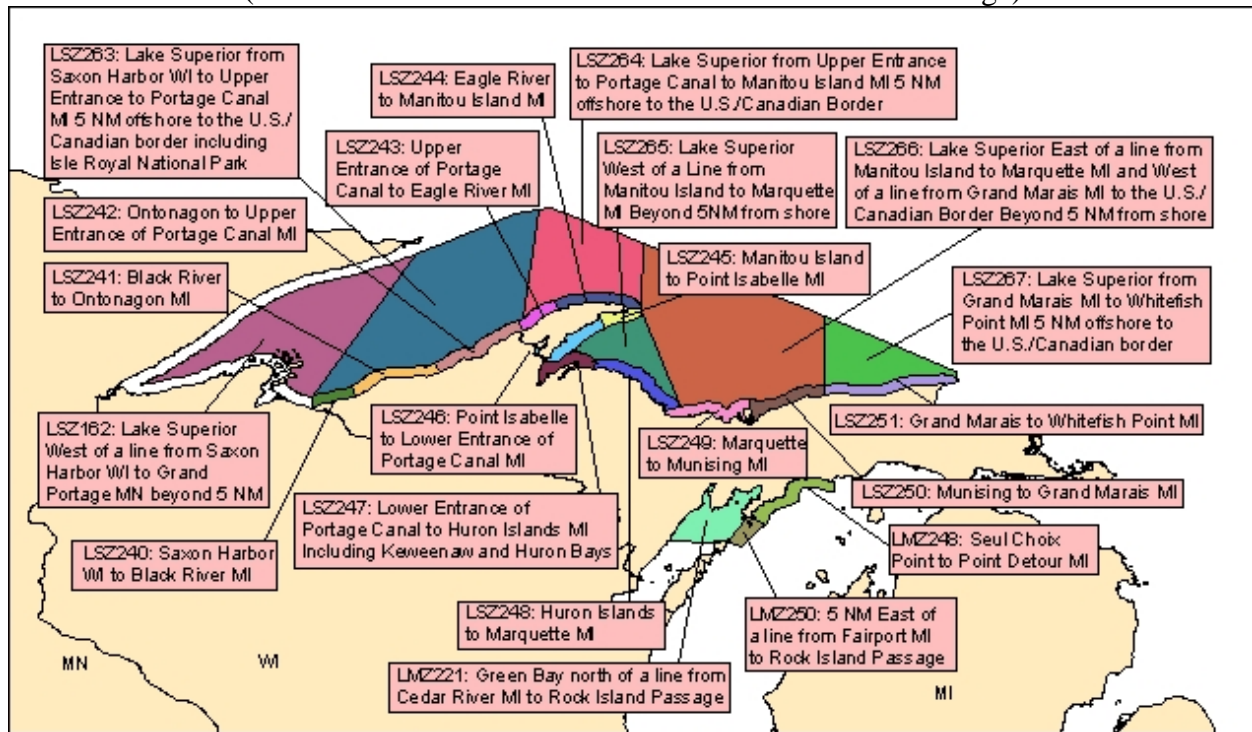 LSZ263: Lake Superior from
Saxon Harbor WI to Upper
Entrance to Portage Canal
MI 5 NM offshore to the U.S./
Canadian border including
Isle Royal National Park
LSZ244: Eagle River
to Manitou Island MI
LSZ264: Lake Superior from Upper Entrance
to Portage Canal to Manitou Island MI 5 NM
offshore to the U.S./Canadian Border
LSZ243: Upper
Entrance of Portage
Canal to Eagle River MI
LSZ265: Lake Superior
West of a Line from
Manitou Island to Marquette
MI Beyond 5NM from shore
LSZ266: Lake Superior East of a line from
Manitou Island to Marquette MI and West
of a line from Grand Marais MI to the U.S./
Canadian Border Beyond 5 NM from shore
LSZ242: Ontonagon to Upper
Entrance of Portage Canal MI
LSZ245: Manitou Island
to Point Isabelle MI
LSZ241: Black River
to Ontonagon MI
LSZ267: Lake Superior from
Grand Marais MI to Whitefish
Point MI 5 NM offshore to
the U.S./Canadian border
LSZ162: Lake Superior
West of a line from Saxon
Harbor WI to Grand
Portage MN beyond 5 NM
LSZ246: Point Isabelle
to Lower Entrance of
Portage Canal MI
LSZ249: Marquette
to Munising MI
LSZ251: Grand Marais to Whitefish Point MI
LSZ250: Munising to Grand Marais MI
LSZ247: Lower Entrance of
Portage Canal to Huron Islands MI
Including Keweenaw and Huron Bays
LSZ240: Saxon Harbor
WI to Black River MI
LMZ248: Seul Choix
Point to Point Detour MI
LSZ248: Huron Islands
to Marquette MI
LMZ250: 5 NM East of
a line from Fairport MI
to Rock Island Passage
LMZ221: Green Bay north of a line from
Cedar River MI to Rock Island Passage
MN
WI
MI